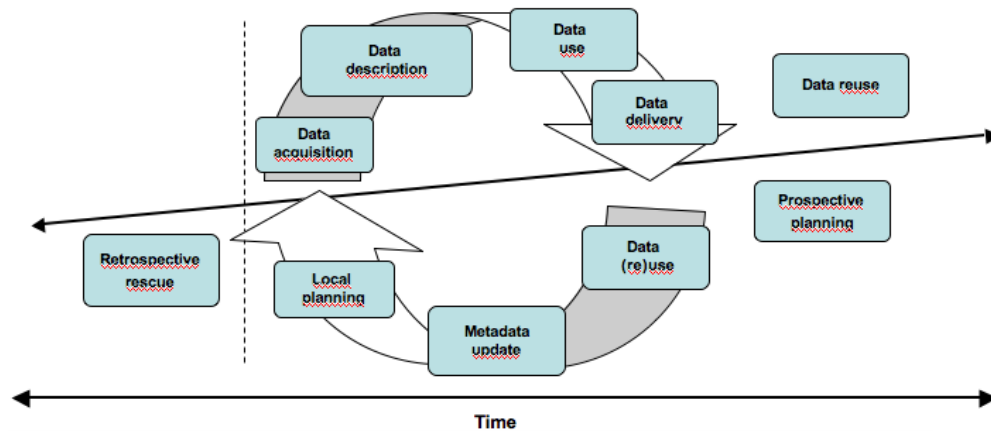 Data
description
Data
use
Data reuse
Data
delivery
Data
acquisition
Prospective
planning
Retrospective
rescue
Local
planning
Data
(re)use
Metadata
update
Time